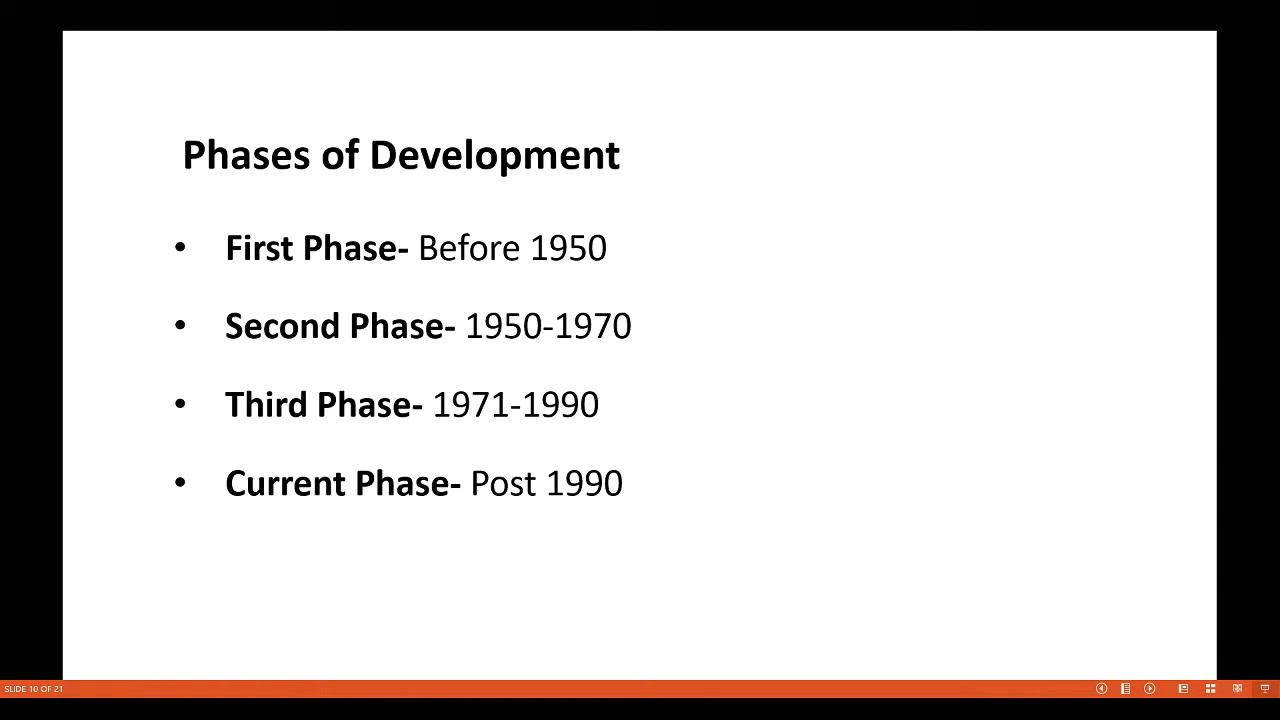 Phases of Development
• First Phase- Before 1950
• Second Phase- 1950-1970
• Third Phase- 1971-1990
• Current Phase- Post 1990
SLIDE 10 OF 21